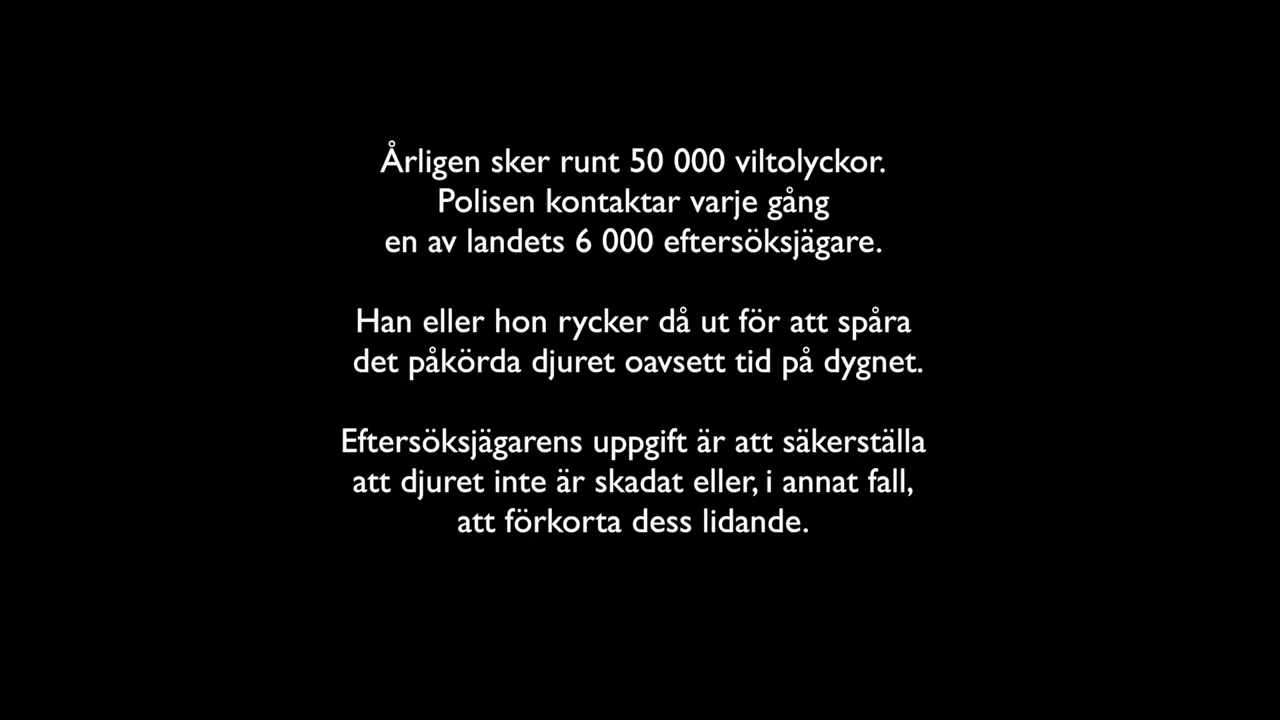 Årligen sker runt 50 000 viltolyckor.
Polisen kontaktar varje gång
en av landets 6 000 eftersöksjägare.
Han eller hon rycker då ut för att spåra
det påkörda djuret oavsett tid på dygnet.
Eftersöksjägarens uppgift är att säkerställa
att djuret inte är skadat eller, i annat fall,
att förkorta dess lidande.